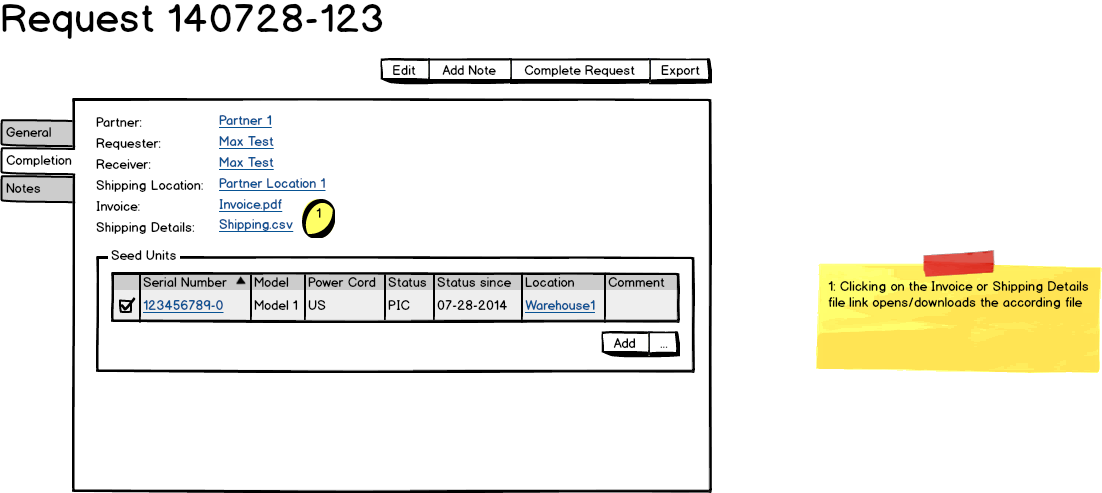 Request 140728-123
Edit Add Note Complete Request Export
General
Completion
Notes
Partner: Partner 1
Requester: Max Test
Receiver: Max Test
Shipping Location: Partner Location 1
Invoice: Invoice.pdf
Shipping Details: Shipping.csv
1
Seed Units
Serial Number ▲ Model Power Cord Status Status since Location Comment
123456789-0 Model 1 US PIC 07-28-2014 Warehouse1
Add ...
1: Clicking on the Invoice or Shipping Details
file link opens/downloads the according file